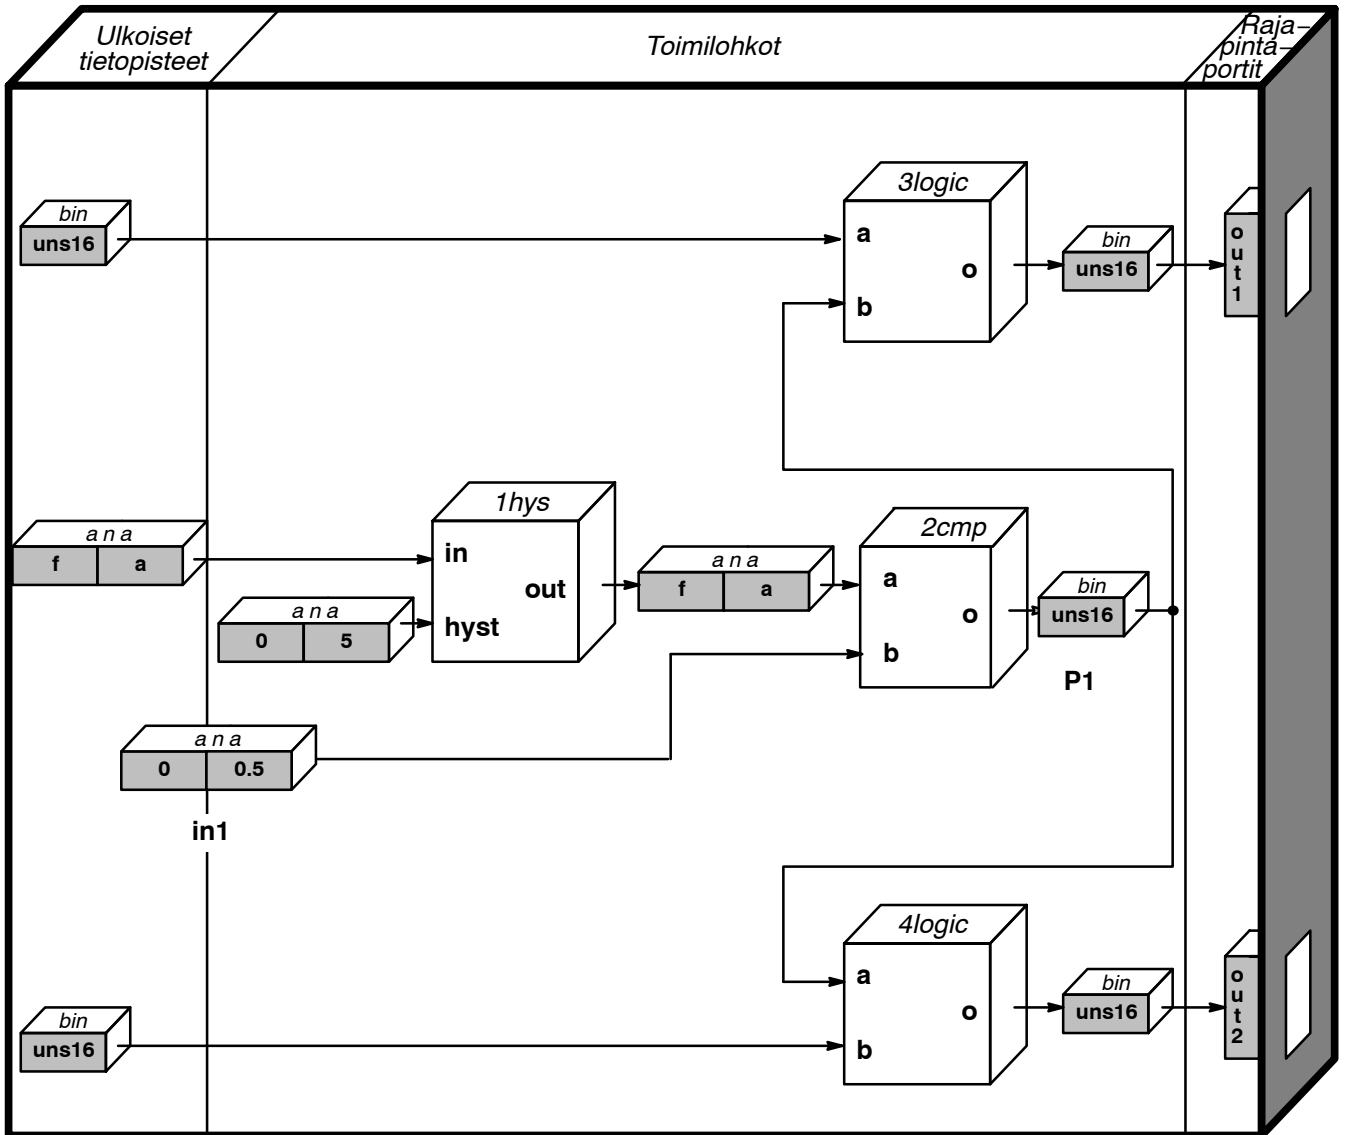 Ulkoiset
tietopisteet
Toimilohkot
Raja–
pinta–
portit
3logic
bin
uns16
a
b
o
bin
uns16
o
u
t
1
1hys
in
out
hyst
a n a
f a
a n a
0 5
a n a
f a
2cmp
a
o
b
bin
uns16
P1
a n a
0 0.5
in1
4logic
a
o
b
bin
uns16
o
u
t
2
bin
uns16